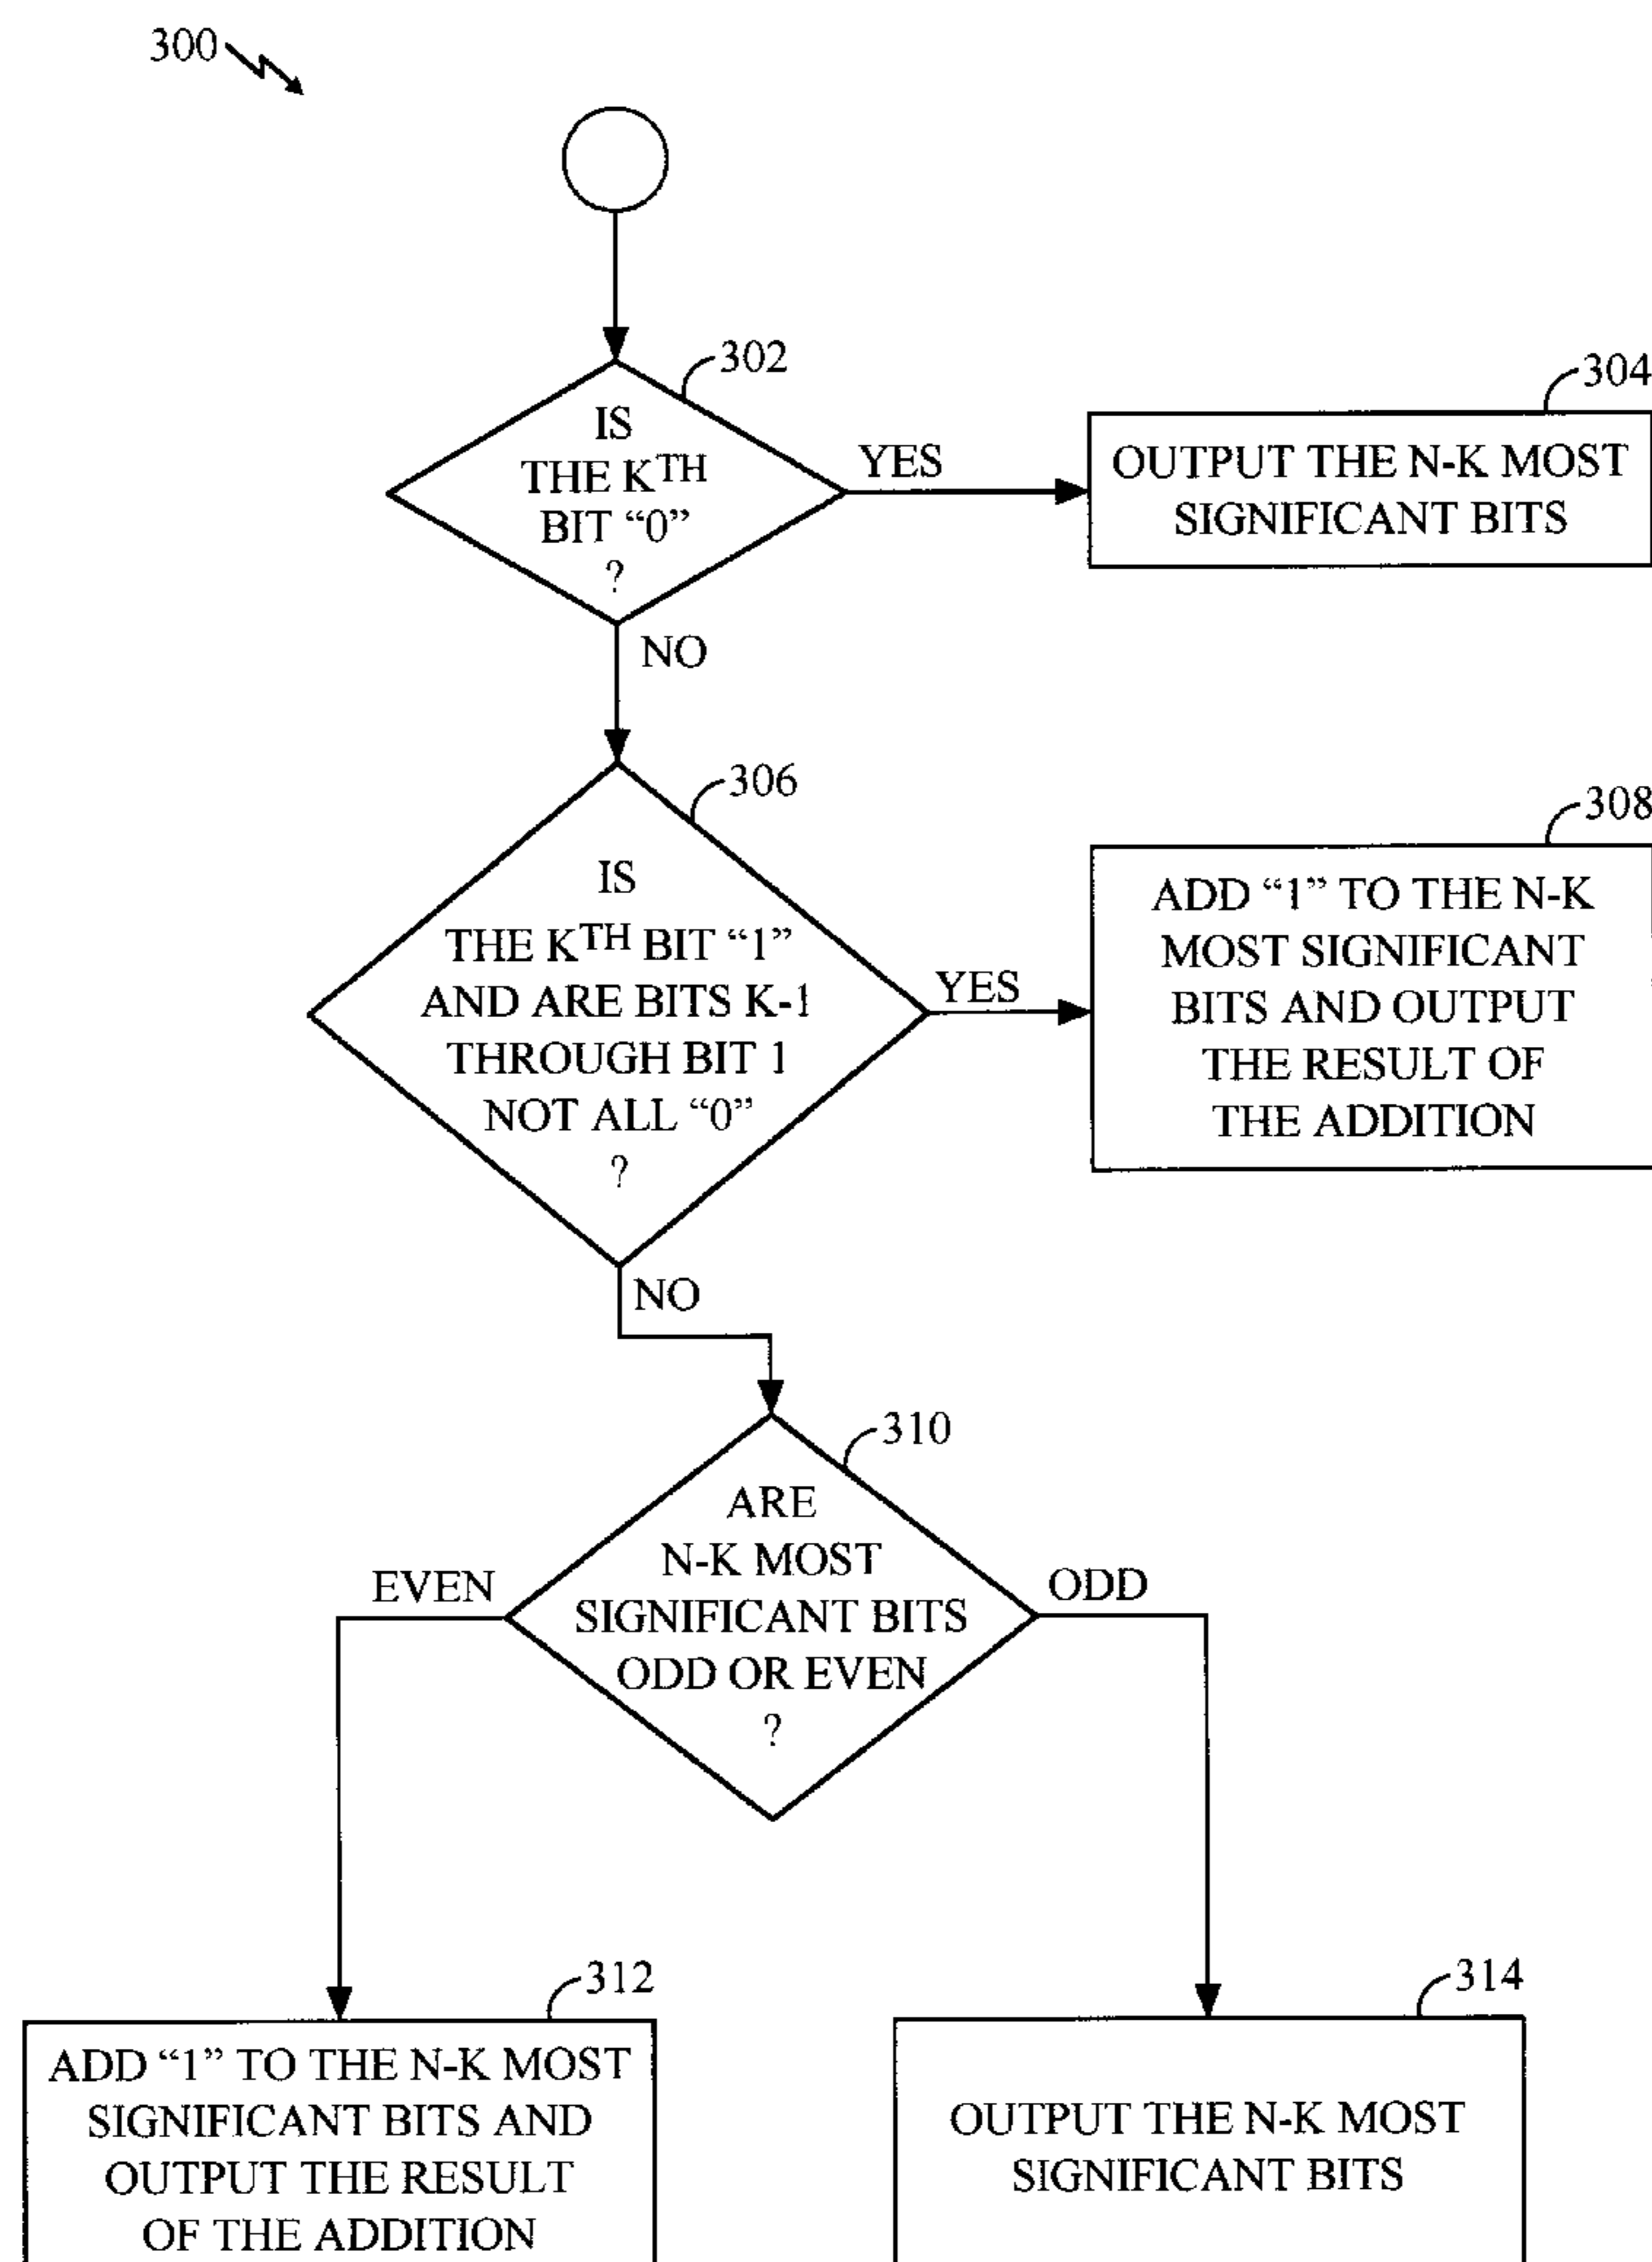 300
302
IS
THE KTH
BIT “0”
?
YES
304
OUTPUT THE N-K MOST
SIGNIFICANT BITS
NO
306
IS
THE KTH BIT “1”
AND ARE BITS K-1
THROUGH BIT 1
NOT ALL “0”
?
YES
308
ADD “1” TO THE N-K
MOST SIGNIFICANT
BITS AND OUTPUT
THE RESULT OF
THE ADDITION
NO
310
ARE
N-K MOST
SIGNIFICANT BITS
ODD OR EVEN
?
EVEN
ODD
312
ADD “1” TO THE N-K MOST
SIGNIFICANT BITS AND
OUTPUT THE RESULT
OF THE ADDITION
314
OUTPUT THE N-K MOST
SIGNIFICANT BITS